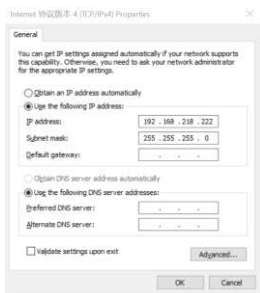 Internet 协议版本 4 (TCP/IPv4) Properties
General
You can get IP settings assigned automatically if your network supports
this capability. Otherwise, you need to ask your network administrator
for the appropriate IP settings.
Obtain an IP address automatically
Use the following IP address:
IP address: 192 . 168 . 218 . 222
Subnet mask: 255 . 255 . 255 . 0
Default gateway: . . .
Obtain DNS server address automatically
Use the following DNS server addresses:
Preferred DNS server: . . .
Alternate DNS server: . . .
Validate settings upon exit
Advanced...
OK Cancel